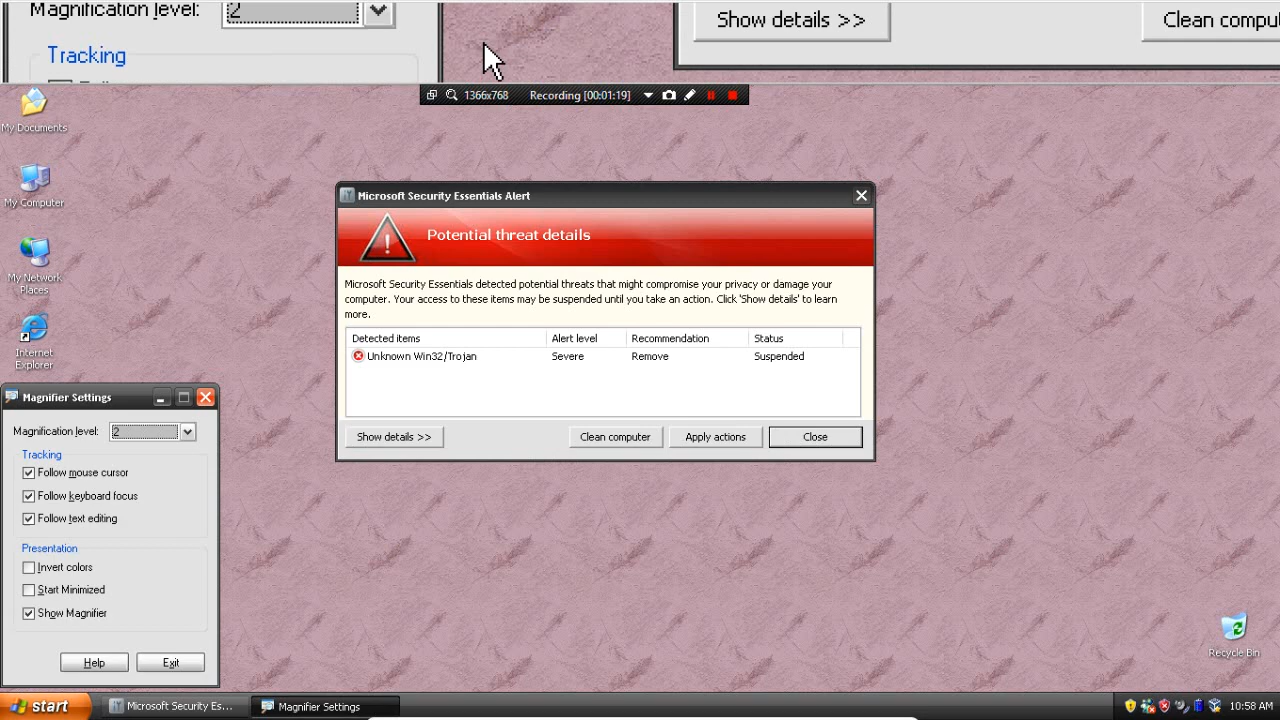 Magnification level:
2
Tracking
Show details >>
1366x768
Recording [00:01:19]
My Documents
My Computer
My Network
Places
Internet
Explorer
Microsoft Security Essentials Alert
Potential threat details
Microsoft Security Essentials detected potential threats that might compromise your privacy or damage your
computer. Your access to these items may be suspended until you take an action. Click 'Show details' to learn
more.
Detected items Alert level Recommendation Status
Unknown Win32/Trojan Severe Remove Suspended
Show details >> Clean computer Apply actions Close
Magnifier Settings
Magnification level: 2
Tracking
Follow mouse cursor
Follow keyboard focus
Follow text editing
Presentation
Invert colors
Start Minimized
Show Magnifier
Help Exit
Recycle Bin
start
Microsoft Security Es...
Magnifier Settings
10:58 AM